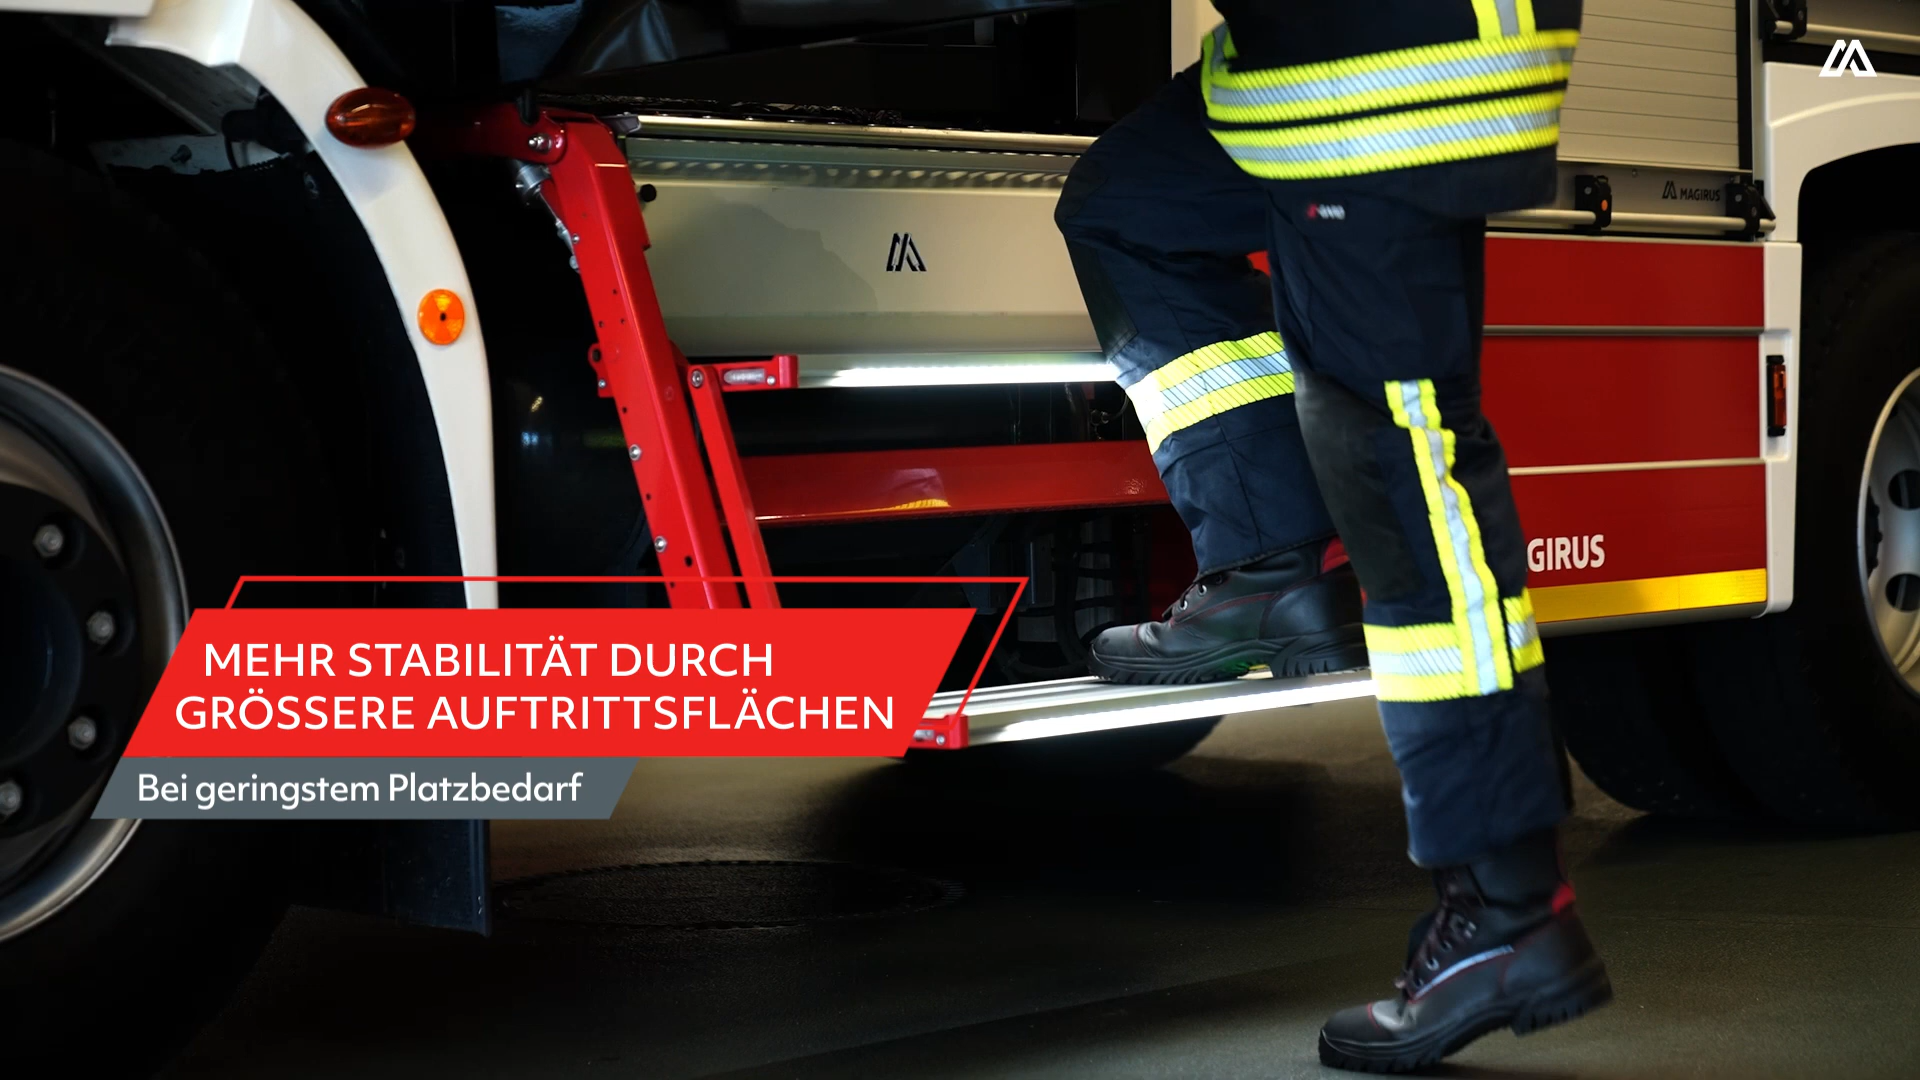 MAGIRUS
GIRUS
MEHR STABILITÄT DURCH
GRÖSSERE AUFTRITTSFLÄCHEN
Bei geringstem Platzbedarf